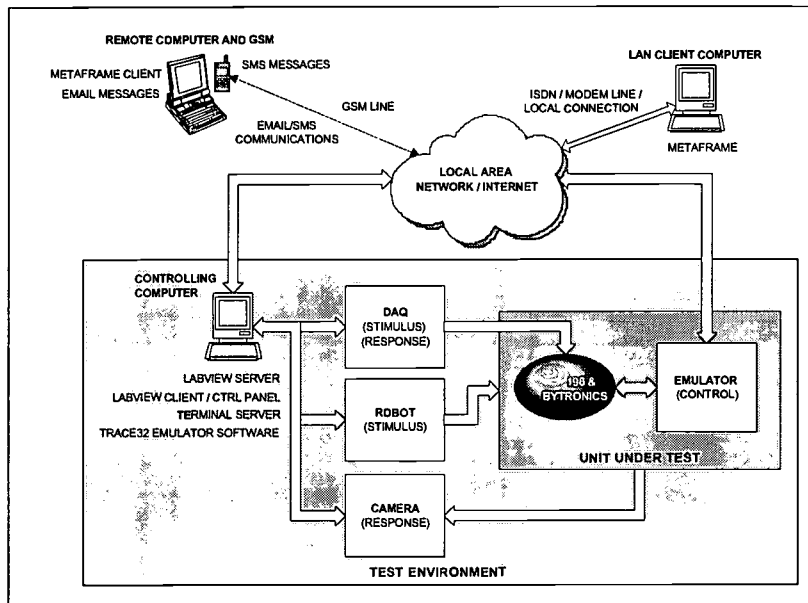 REMOTE COMPUTER AND GSM
SMS MESSAGES
METAFRAME CLIENT
EMAIL MESSAGES
GSM LINE
EMAIL/SMS
COMMUNICATIONS
LAN CLIENT COMPUTER
ISDN / MODEM LINE /
LOCAL CONNECTION
METAFRAME
LOCAL AREA
NETWORK / INTERNET
CONTROLLING
COMPUTER
LABVIEW SERVER
LABVIEW CLIENT / CTRL PANEL
TERMINAL SERVER
TRACE32 EMULATOR SOFTWARE
DAQ
(STIMULUS)
(RESPONSE)
ROBOT
(STIMULUS)
CAMERA
(RESPONSE)
&
BYTRONICS
EMULATOR
(CONTROL)
UNIT UNDER TEST
TEST ENVIRONMENT